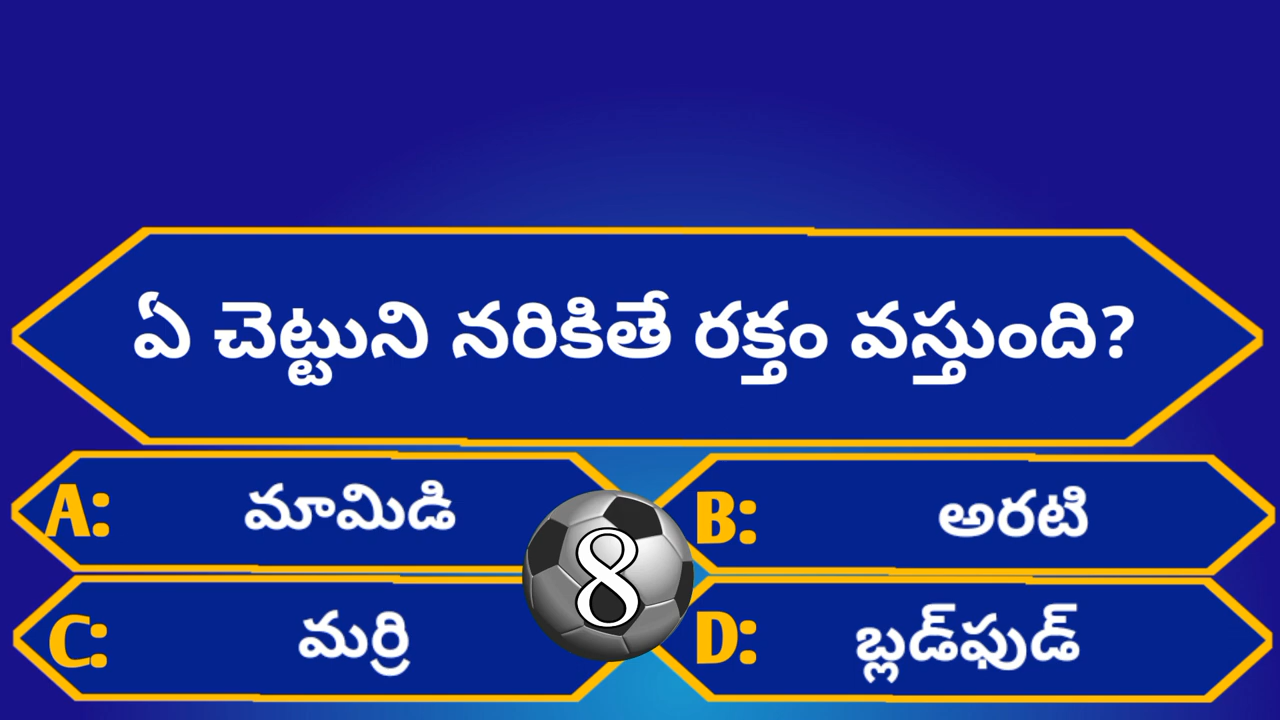 ఏ చెట్టుని నరికితే రక్తం వస్తుంది?
A: మామిడి
B: అరటి
8
C: మర్రి
D: బ్లడ్‌ఫుడ్